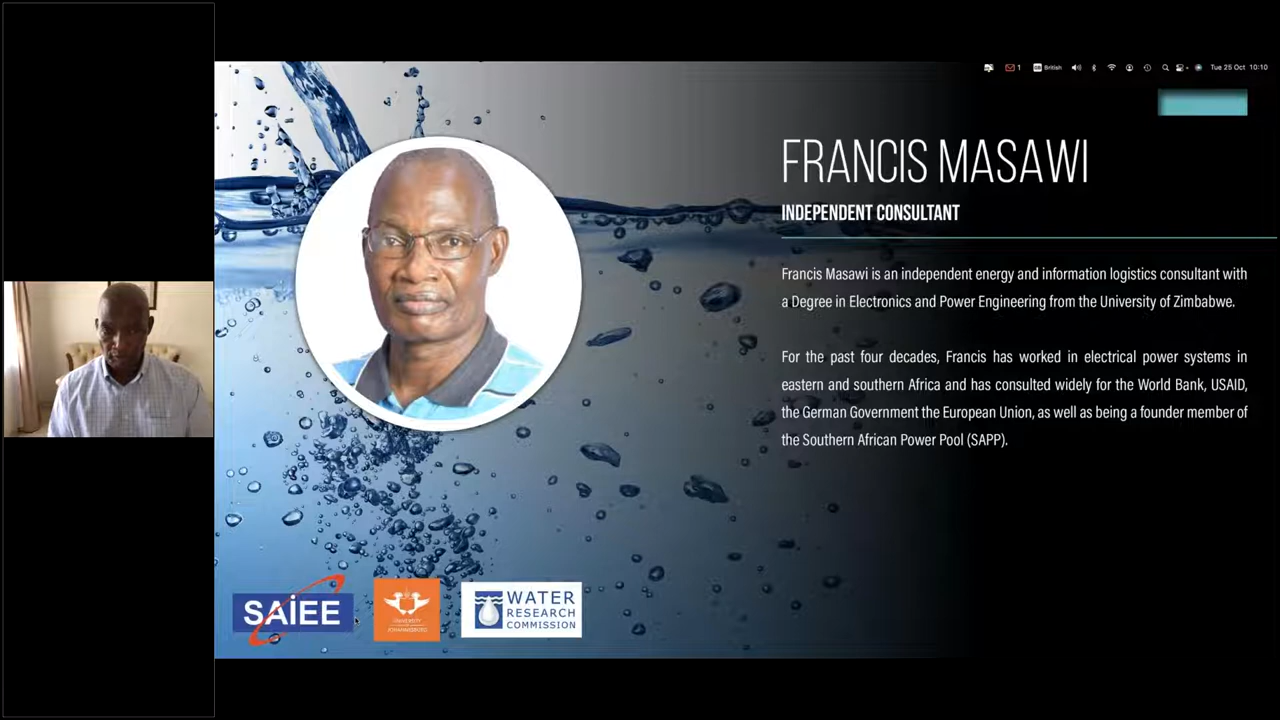 British
Tue 25 Oct 10:10
FRANCIS MASAWI
INDEPENDENT CONSULTANT
Francis Masawi is an independent energy and information logistics consultant with
a Degree in Electronics and Power Engineering from the University of Zimbabwe.
For the past four decades, Francis has worked in electrical power systems in
eastern and southern Africa and has consulted widely for the World Bank, USAID,
the German Government the European Union, as well as being a founder member of
the Southern African Power Pool (SAPP).
SAIEE
JOHANNESBURG
WATER
RESEARCH
COMMISSION